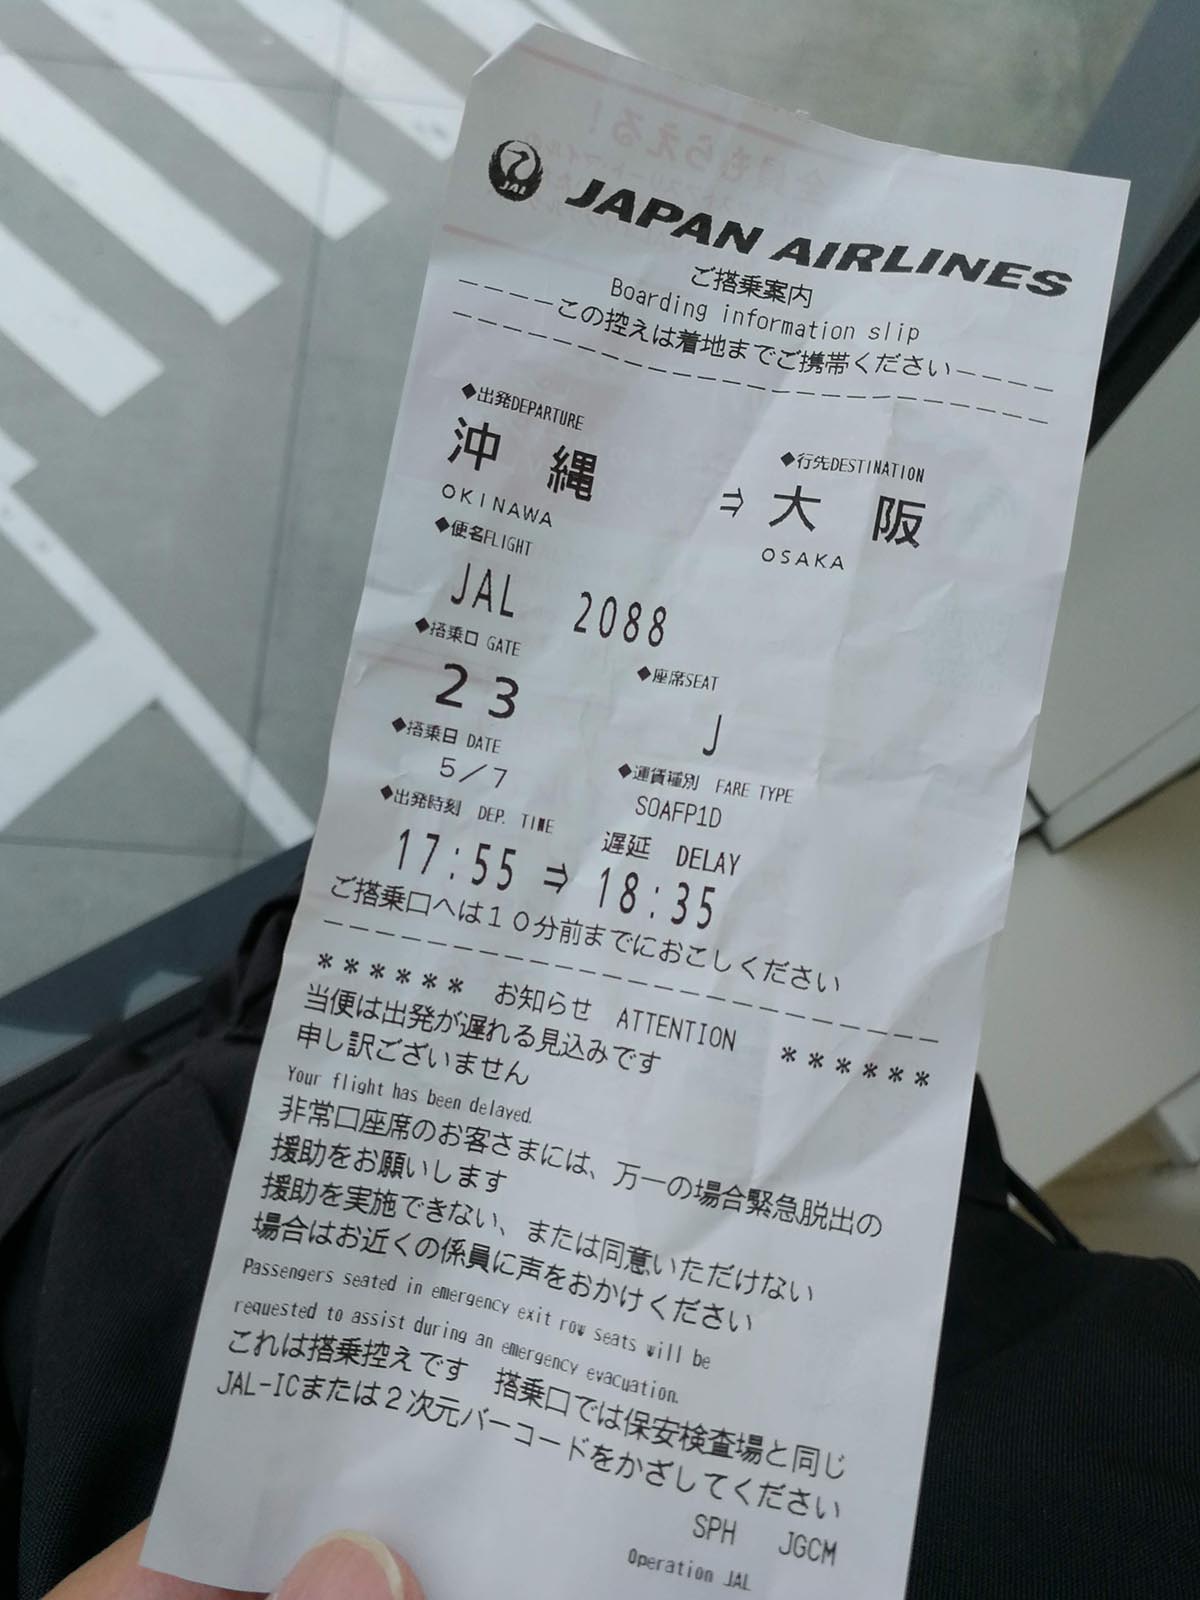 JAL JAPAN AIRLINES
ご搭乗案内
Boarding information slip
この控えは着地までご携帯ください
◆出発DEPARTURE
◆行先DESTINATION
沖縄 ⇒ 大阪
OKINAWA
OSAKA
◆便名FLIGHT
JAL 2088
◆搭乗口 GATE
◆座席SEAT
23
J
◆搭乗日 DATE
◆運賃種別 FARE TYPE
5/7
SOAFP1D
◆出発時刻 DEP. TIME
遅延 DELAY
17:55 ⇒ 18:35
ご搭乗口へは10分前までにおこしください
****** お知らせ ATTENTION ******
当便は出発が遅れる見込みです
申し訳ございません
Your flight has been delayed.
非常口座席のお客さまには、万一の場合緊急脱出の
援助をお願いします
援助を実施できない、または同意いただけない
場合はお近くの係員に声をおかけください
Passengers seated in emergency exit row seats will be
requested to assist during an emergency evacuation.
これは搭乗控えです 搭乗口では保安検査場と同じ
JAL-ICまたは2次元バーコードをかざしてください
SPH JGCM
Operation JAL